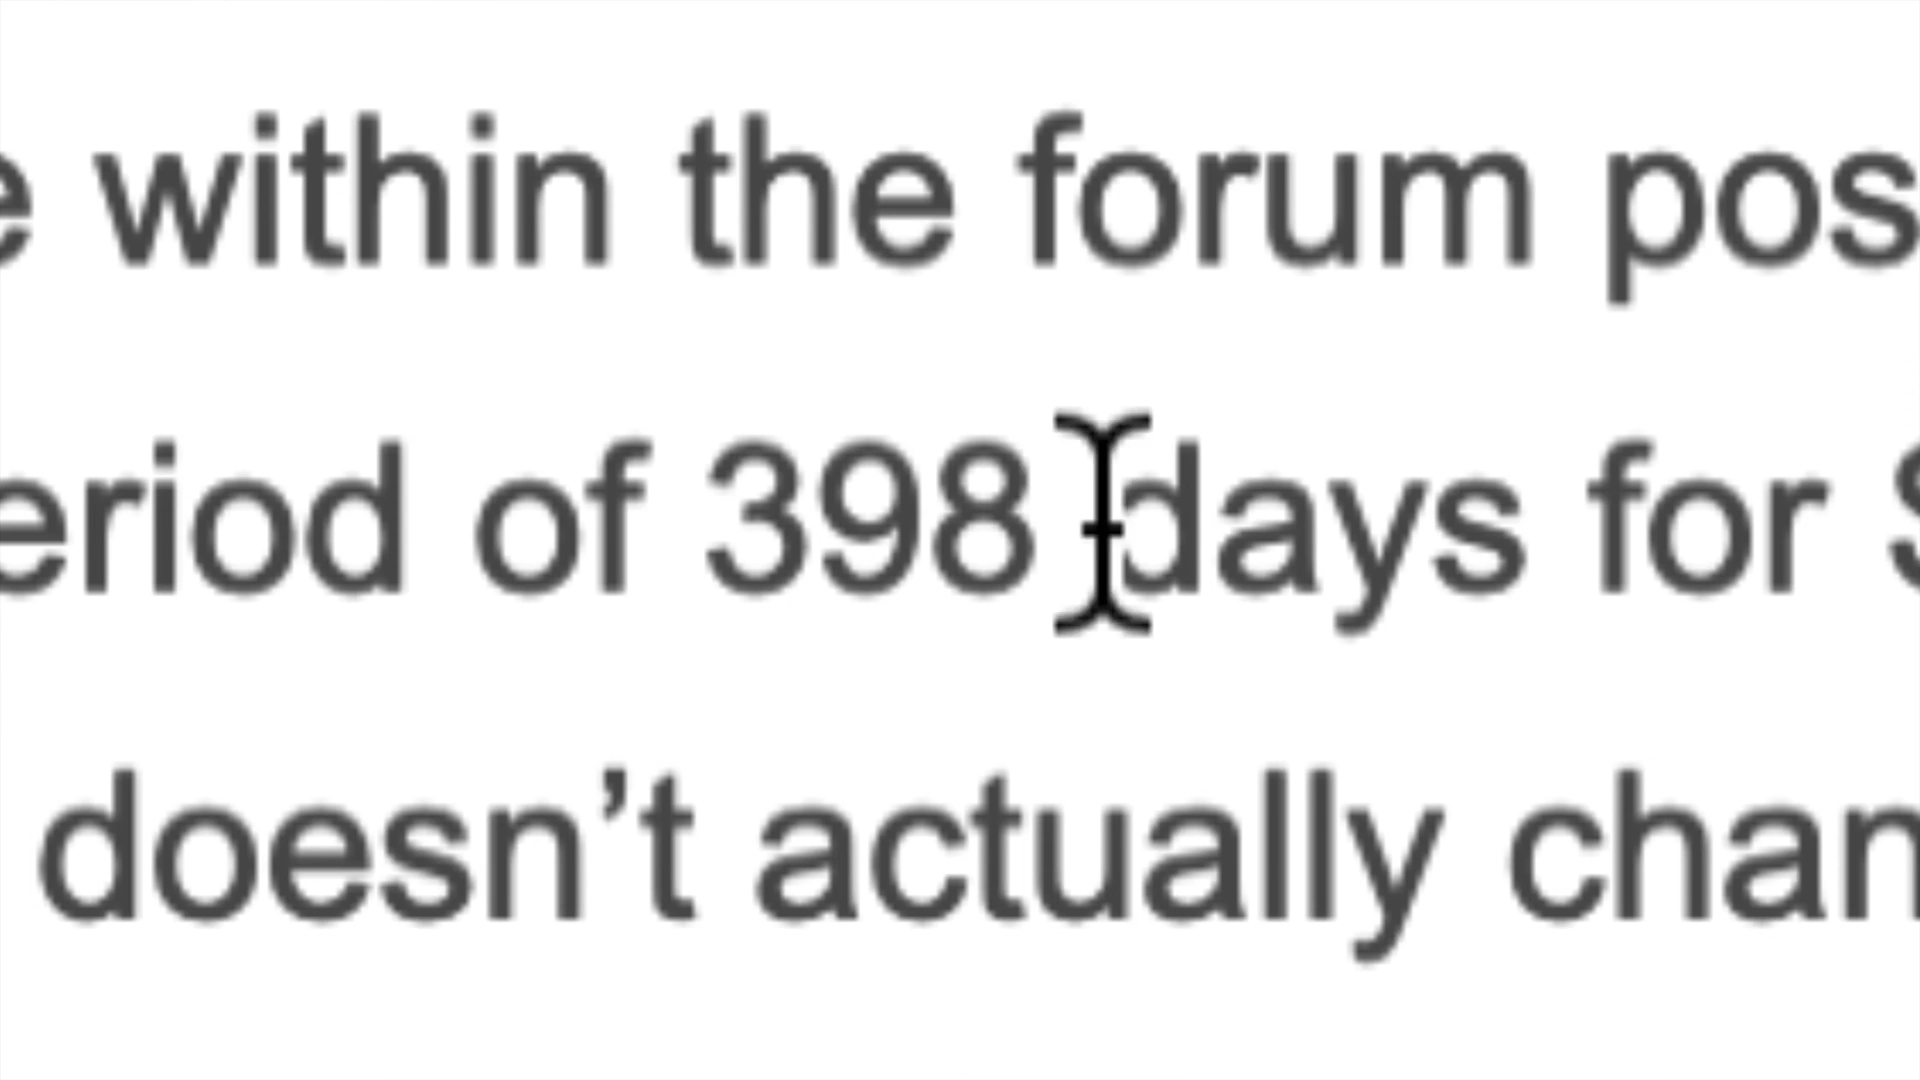 e within the forum pos
eriod of 398 days for S
doesn’t actually chan